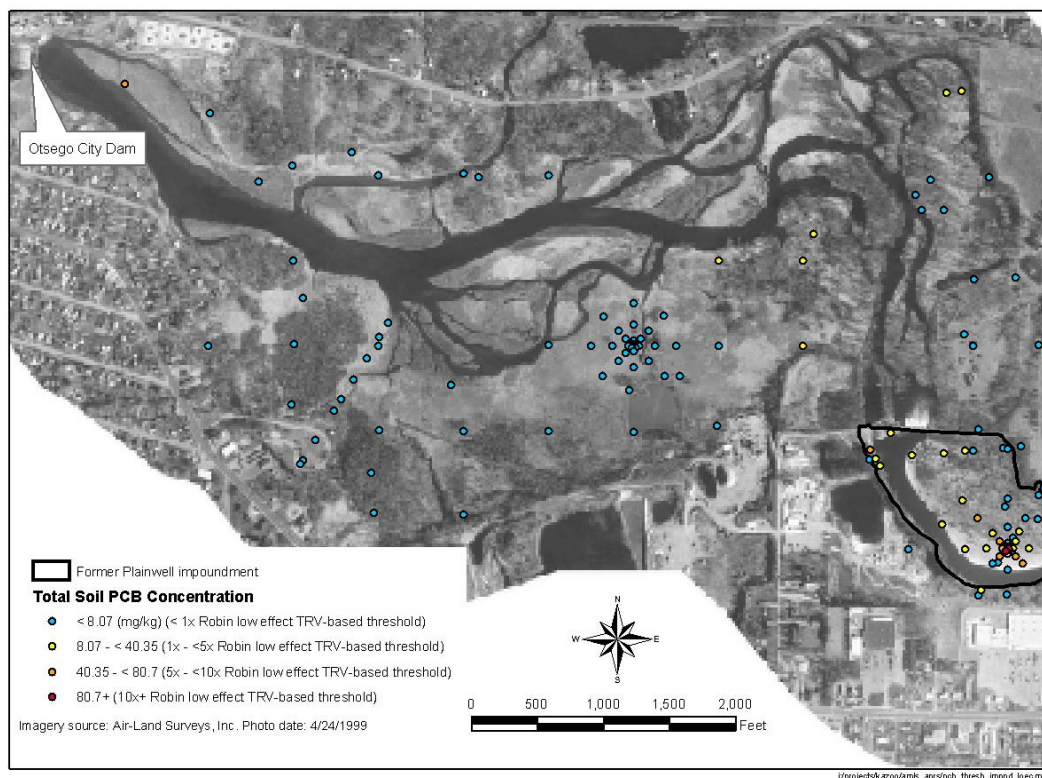 Otsego City Dam
Former Plainwell impoundment
Total Soil PCB Concentration
< 8.07 (mg/kg) (< 1x Robin low effect TRV-based threshold)
8.07 - < 40.35 (1x - <5x Robin low effect TRV-based threshold)
40.35 - < 80.7 (5x - <10x Robin low effect TRV-based threshold)
80.7+ (10x+ Robin low effect TRV-based threshold)
Imagery source: Air-Land Surveys, Inc. Photo date: 4/24/1999
N
W E
S
0 500 1,000 1,500 2,000
Feet